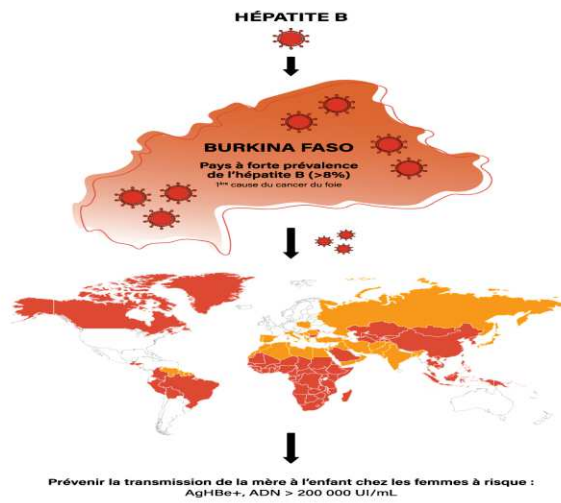 HÉPATITE B
BURKINA FASO
Pays à forte prévalence
de l'hépatite B (>8%)
1ère cause du cancer du foie
Prévenir la transmission de la mère à l'enfant chez les femmes à risque :
AgHBe+, ADN > 200 000 UI/mL